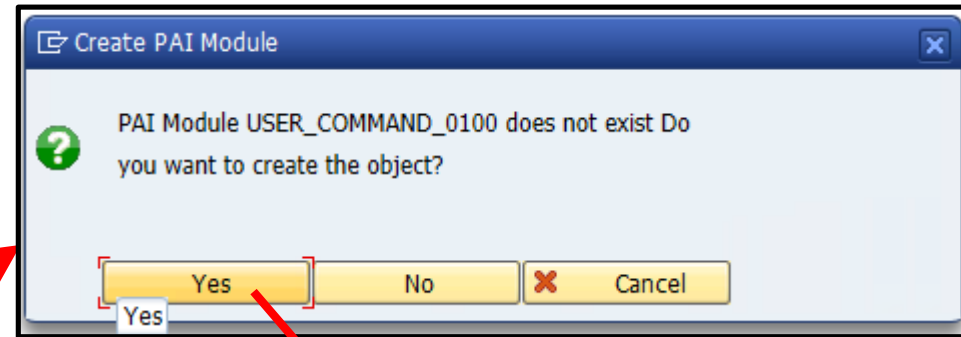 Create PAI Module
PAI Module USER_COMMAND_0100 does not exist Do
you want to create the object?
Yes
No
Cancel
Yes